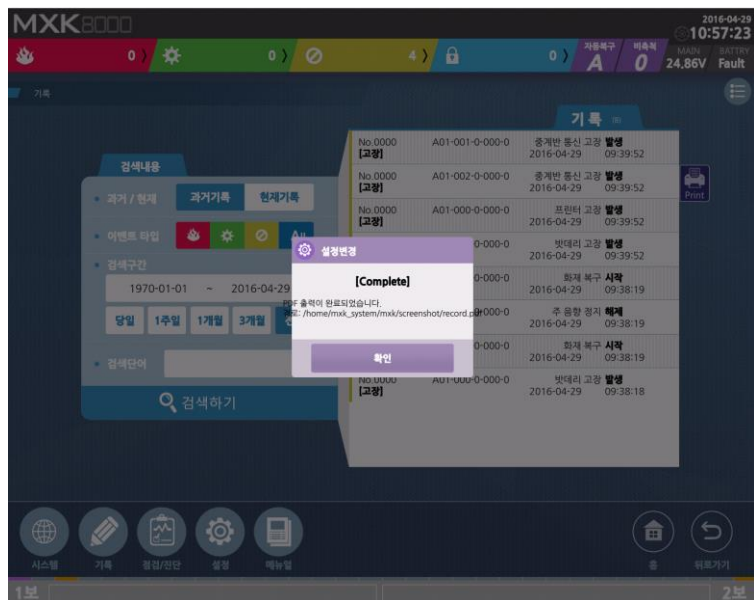 MXK8000
2016-04-29
10:57:23
0 〉 0 〉 4 〉 0 〉
자동복구 A
비축적 0
MAIN 24.86V
BATTRY Fault
기록
기 록
검색내용
과거 / 현재 과거기록 현재기록
이벤트 타입
검색구간
1970-01-01 ~ 2016-04-29
당일 1주일 1개월 3개월
검색단어
검색하기
No.0000 A01-001-0-000-0 중계반 통신 고장 발생
[고장] 2016-04-29 09:39:52
No.0000 A01-002-0-000-0 중계반 통신 고장 발생
[고장] 2016-04-29 09:39:52
No.0000 A01-000-0-000-0 프린터 고장 발생
[고장] 2016-04-29 09:39:52
0-000-0 밧데리 고장 발생
2016-04-29 09:39:52
0-000-0 화재 복구 시작
2016-04-29 09:38:19
000-0 주 음향 정지 해제
2016-04-29 09:38:19
0-000-0 화재 복구 시작
2016-04-29 09:38:19
No.0000 A01-000-0-000-0 밧데리 고장 발생
[고장] 2016-04-29 09:38:18
Print
설정변경
[Complete]
PDF 출력이 완료되었습니다.
경로: /home/mxk_system/mxk/screenshot/record.pdf
확인
시스템 기록 점검/진단 설정 메뉴얼 홈 뒤로가기
1보 2보